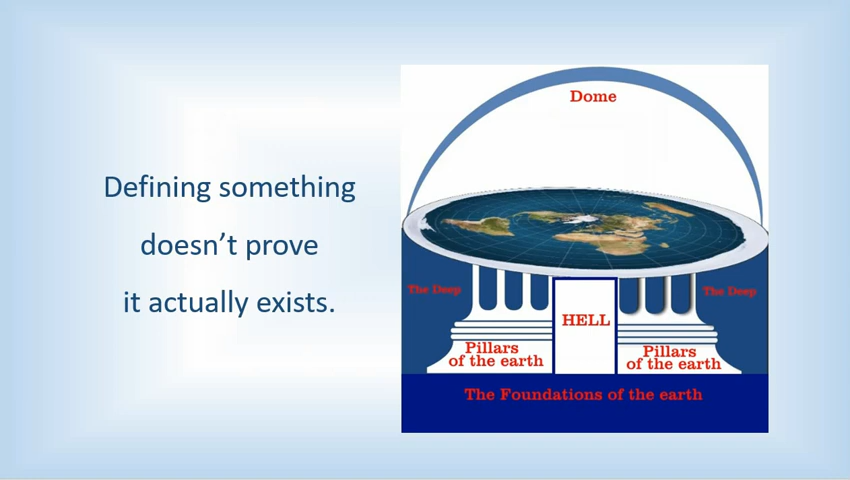 Defining something
doesn’t prove
it actually exists.
Dome
The Deep
The Deep
HELL
Pillars
of the earth
Pillars
of the earth
The Foundations of the earth